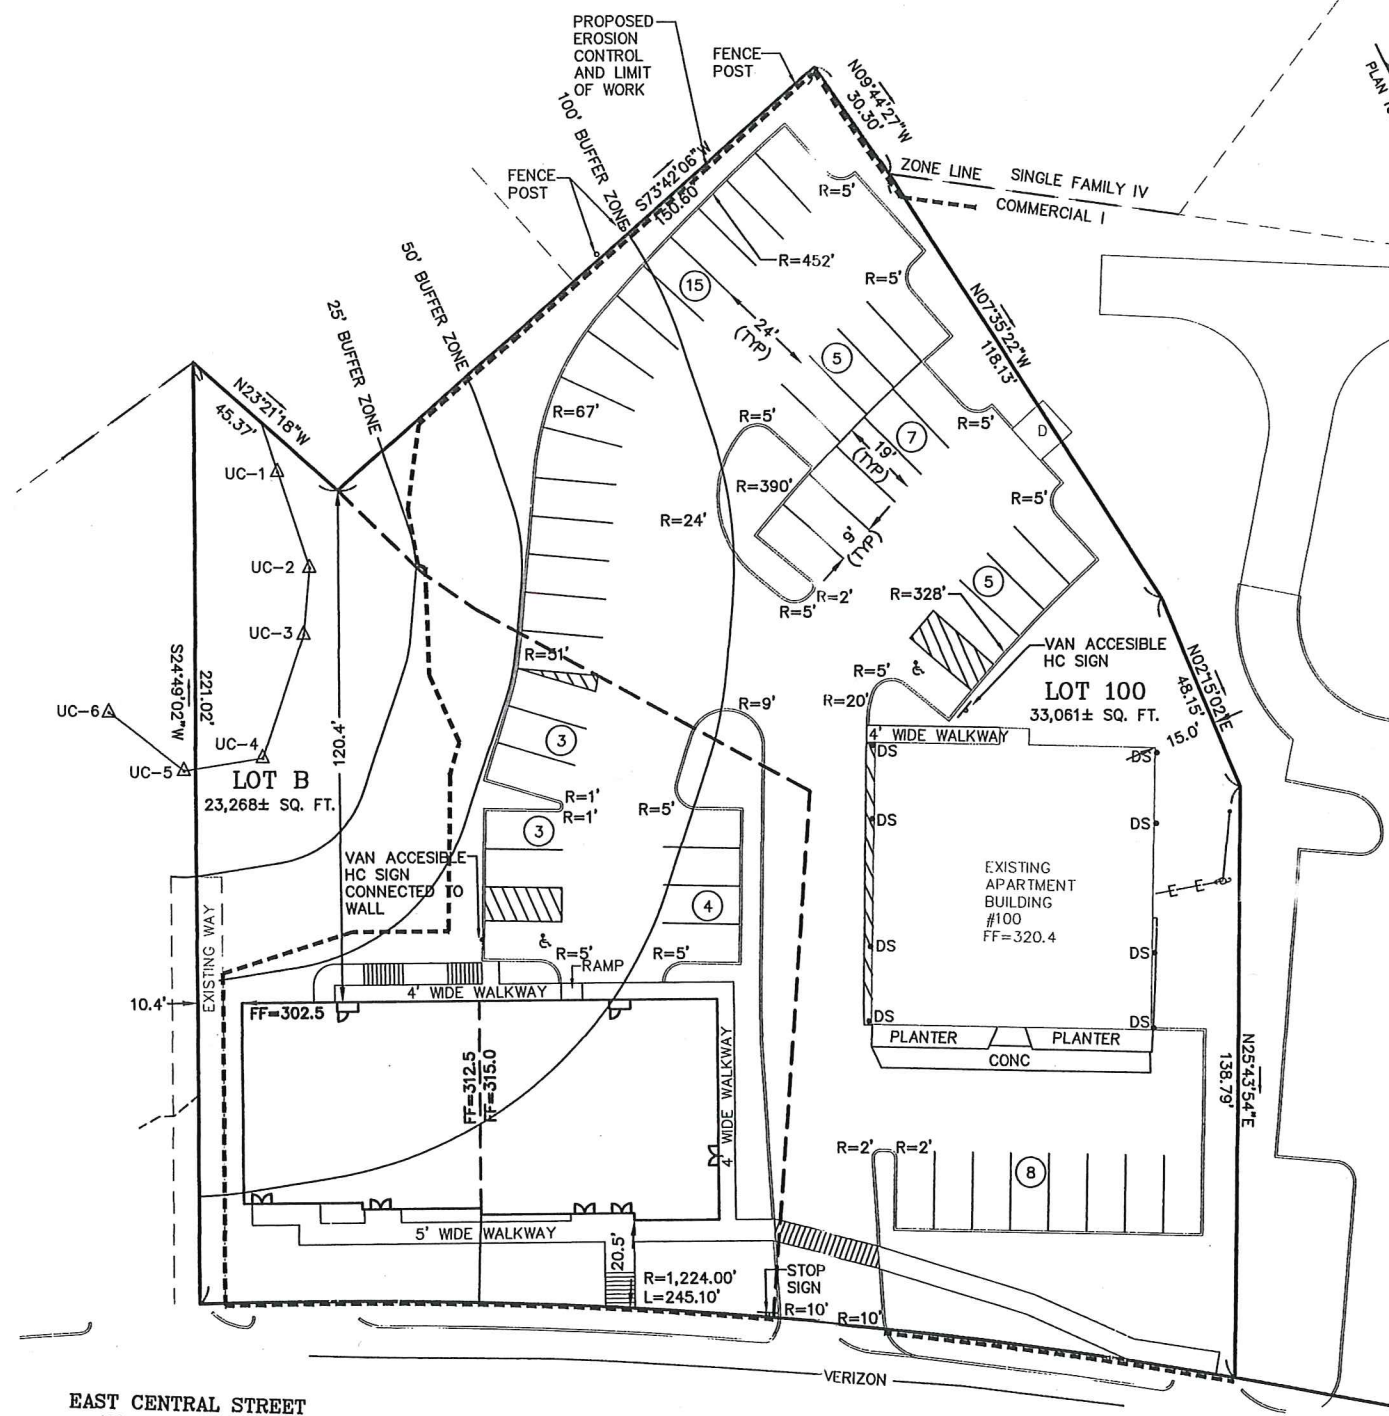 PROPOSED
EROSION
CONTROL
AND LIMIT
OF WORK
FENCE
POST
N09°44'27"W
30.30'
100' BUFFER ZONE
S73°42'06"W
150.60'
FENCE
POST
ZONE LINE
SINGLE FAMILY IV
COMMERCIAL I
R=5'
R=452'
R=5'
50' BUFFER ZONE
25' BUFFER ZONE
15
24'
(TYP)
5
N07°35'22"W
118.13'
N23°21'18"W
45.37'
R=67'
R=5'
R=5'
D
7
19'
(TYP)
UC-1
R=390'
R=5'
R=24'
9'
(TYP)
UC-2
5
R=328'
R=2'
R=5'
UC-3
R=51'
VAN ACCESIBLE
HC SIGN
R=5'
R=20'
LOT 100
33,061± SQ. FT.
N02°15'02"E
48.15'
15.0'
S24°49'02"W
221.02'
UC-6
R=9'
120.4'
3
4' WIDE WALKWAY
UC-4
UC-5
DS
DS
LOT B
23,268± SQ. FT.
R=1'
R=1'
R=5'
DS
DS
3
VAN ACCESIBLE
HC SIGN
CONNECTED TO
WALL
EXISTING
APARTMENT
BUILDING
#100
FF=320.4
E E
4
EXISTING WAY
R=5'
R=5'
DS
DS
RAMP
4' WIDE WALKWAY
10.4'
FF=302.5
DS
DS
PLANTER
PLANTER
CONC
FF=312.5
FF=315.0
4' WIDE WALKWAY
N25°43'54"E
138.79'
R=2'
R=2'
8
5' WIDE WALKWAY
20.5'
R=1,224.00'
L=245.10'
STOP
SIGN
R=10'
R=10'
VERIZON
EAST CENTRAL STREET